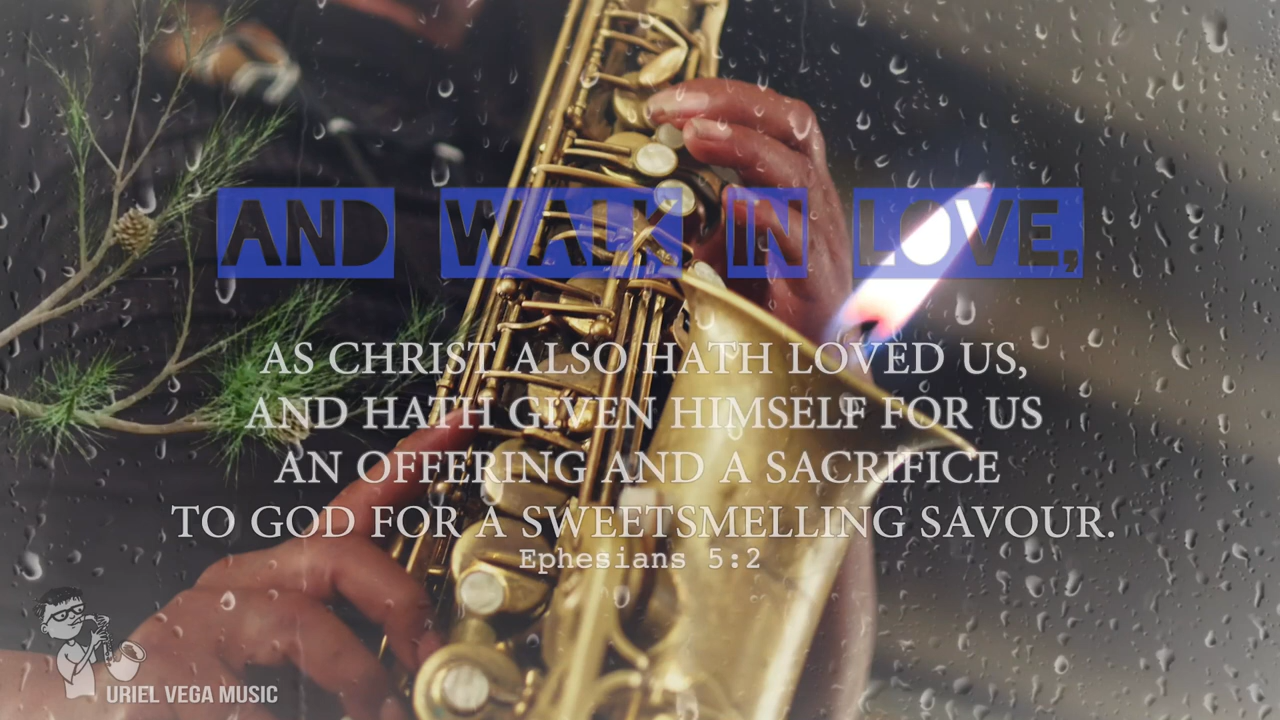 AND WALK IN LOVE,
AS CHRIST ALSO HATH LOVED US,
AND HATH GIVEN HIMSELF FOR US
AN OFFERING AND A SACRIFICE
TO GOD FOR A SWEETSMELLING SAVOUR.
Ephesians 5:2
URIEL VEGA MUSIC